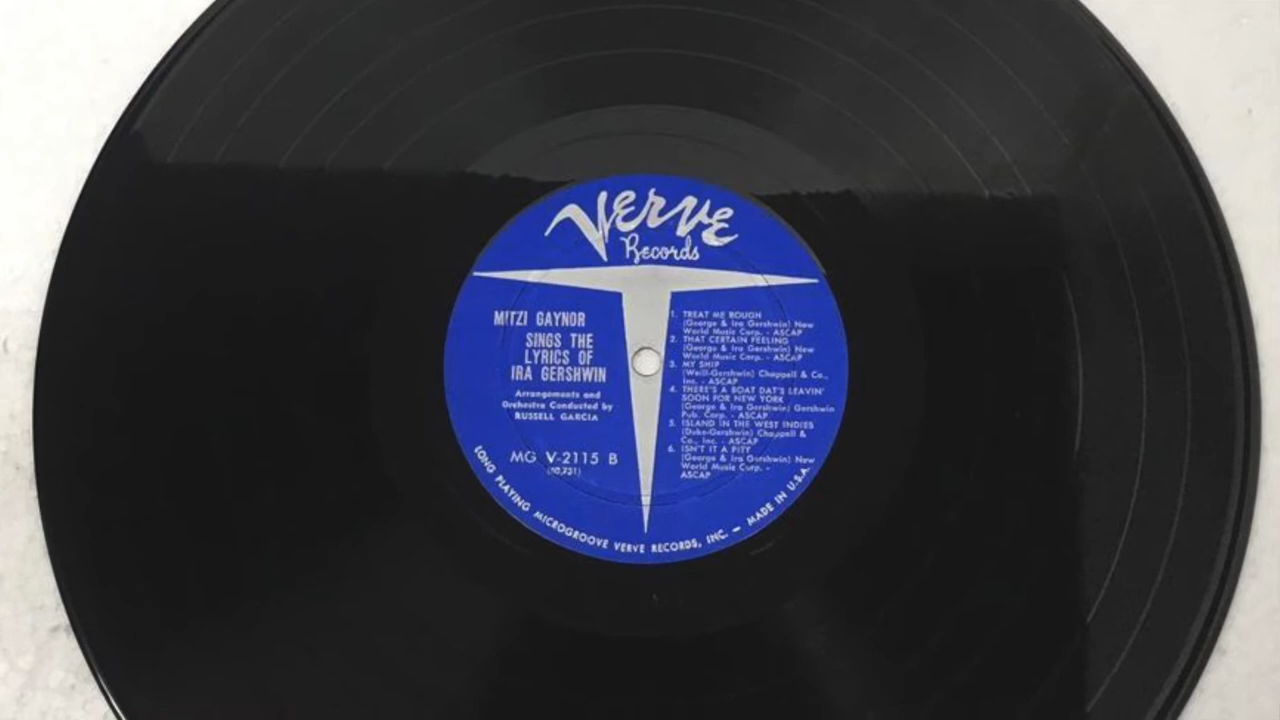 Verve
Records
MITZI GAYNOR
SINGS THE
LYRICS OF
IRA GERSHWIN
Arrangements and
Orchestra Conducted by
RUSSELL GARCIA
MG V-2115 B
1. TREAT ME ROUGH
(George & Ira Gershwin) New
World Music Corp. - ASCAP
2. THAT CERTAIN FEELING
(George & Ira Gershwin) New
World Music Corp. - ASCAP
3. MY SHIP
(Weill-Gershwin) Chappell & Co.,
Inc. - ASCAP
4. THERE'S A BOAT DAT'S LEAVIN'
SOON FOR NEW YORK
(George & Ira Gershwin) Gershwin
Pub. Corp. - ASCAP
5. ISLAND IN THE WEST INDIES
(Duke-Gershwin) Chappell &
Co., Inc. - ASCAP
6. ISN'T IT A PITY
(George & Ira Gershwin) New
World Music Corp. -
ASCAP
LONG PLAYING MICROGROOVE VERVE RECORDS, INC. — MADE IN U.S.A.